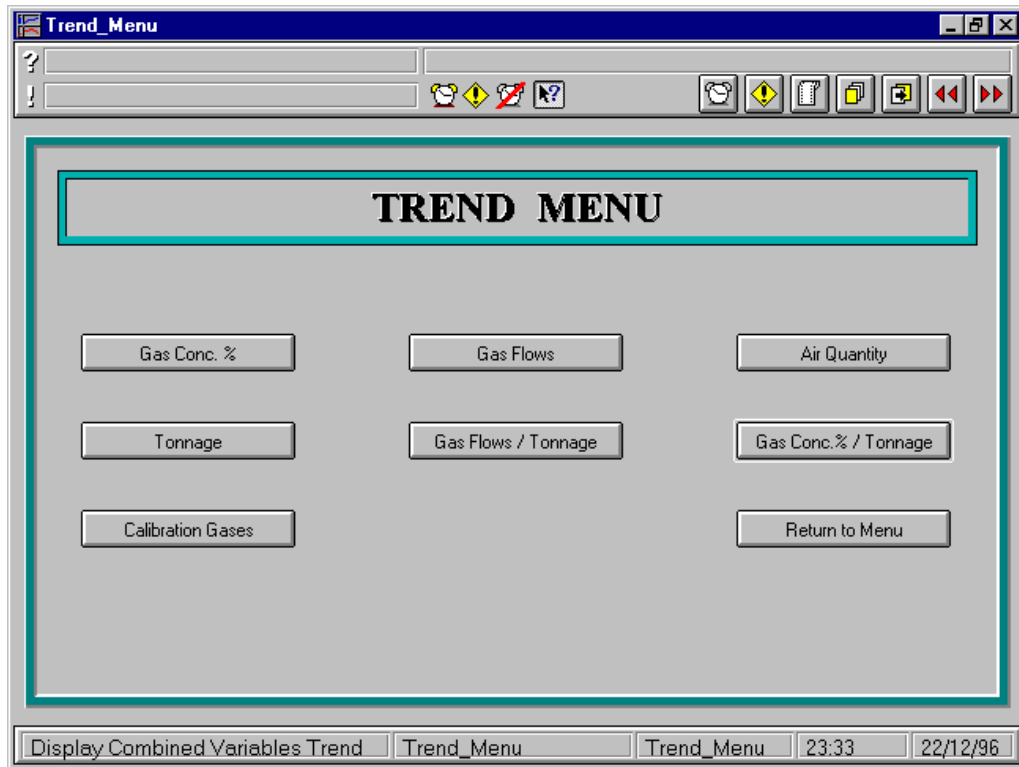 Trend_Menu
?
!
TREND MENU
Gas Conc. % Gas Flows Air Quantity
Tonnage Gas Flows / Tonnage Gas Conc.% / Tonnage
Calibration Gases Return to Menu
Display Combined Variables Trend Trend_Menu Trend_Menu 23:33 22/12/96